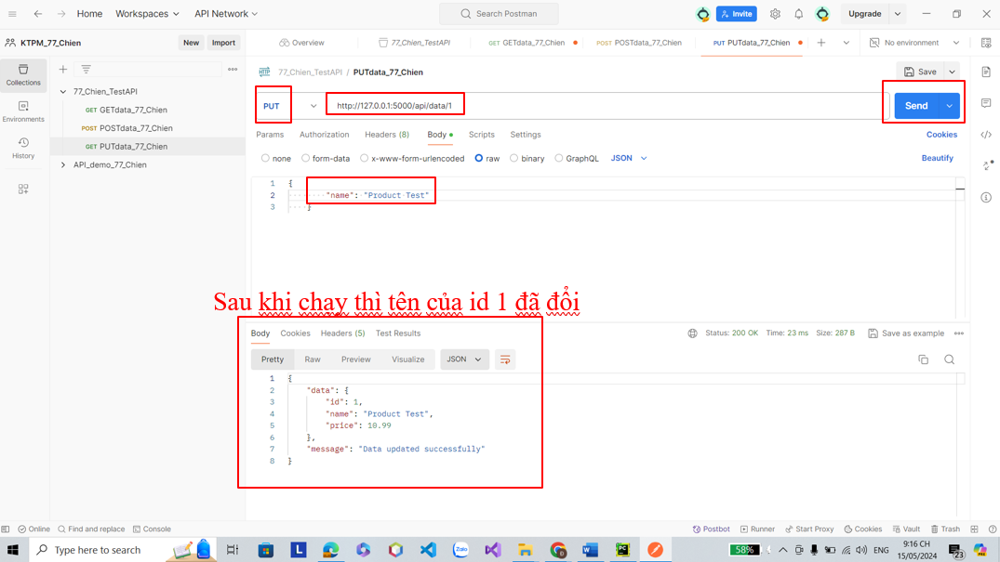 Home Workspaces API Network Search Postman Invite Upgrade
KTPM_77_Chien New Import Overview 77_Chien_TestAPI GET GETdata_77_Chien POST POSTdata_77_Chien PUT PUTdata_77_Chien No environment
Collections
Environments
History
77_Chien_TestAPI
GET GETdata_77_Chien
POST POSTdata_77_Chien
GET PUTdata_77_Chien
API_demo_77_Chien
HTTP 77_Chien_TestAPI / PUTdata_77_Chien Save
PUT http://127.0.0.1:5000/api/data/1 Send
Params Authorization Headers (8) Body Scripts Settings Cookies
none form-data x-www-form-urlencoded raw binary GraphQL JSON Beautify
1 {
2 "name": "Product Test"
3 }
Sau khi chạy thì tên của id 1 đã đổi
Body Cookies Headers (5) Test Results Status: 200 OK Time: 23 ms Size: 287 B Save as example
Pretty Raw Preview Visualize JSON
1 {
2 "data": {
3 "id": 1,
4 "name": "Product Test",
5 "price": 10.99
6 },
7 "message": "Data updated successfully"
8 }
Online Find and replace Console Postbot Runner Start Proxy Cookies Vault Trash
Type here to search L Zalo 58% ENG 9:16 CH
15/05/2024 23